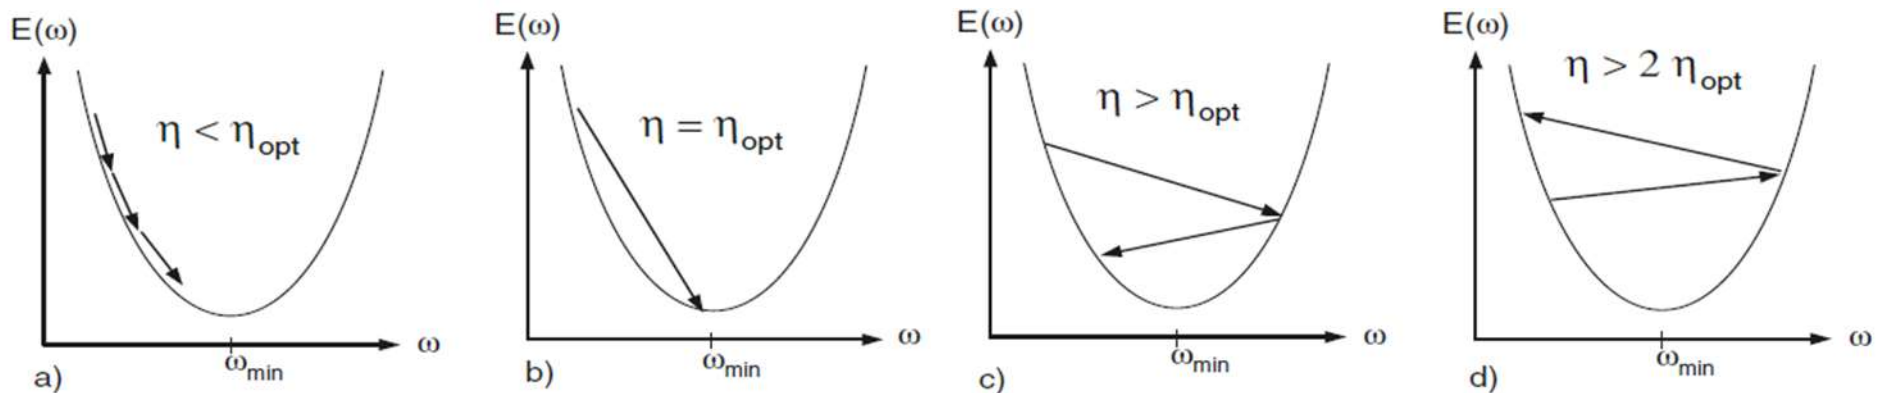 E(ω)
η < η_opt
ω
ω_min
a)
E(ω)
η = η_opt
ω
ω_min
b)
E(ω)
η > η_opt
ω
ω_min
c)
E(ω)
η > 2 η_opt
ω
ω_min
d)